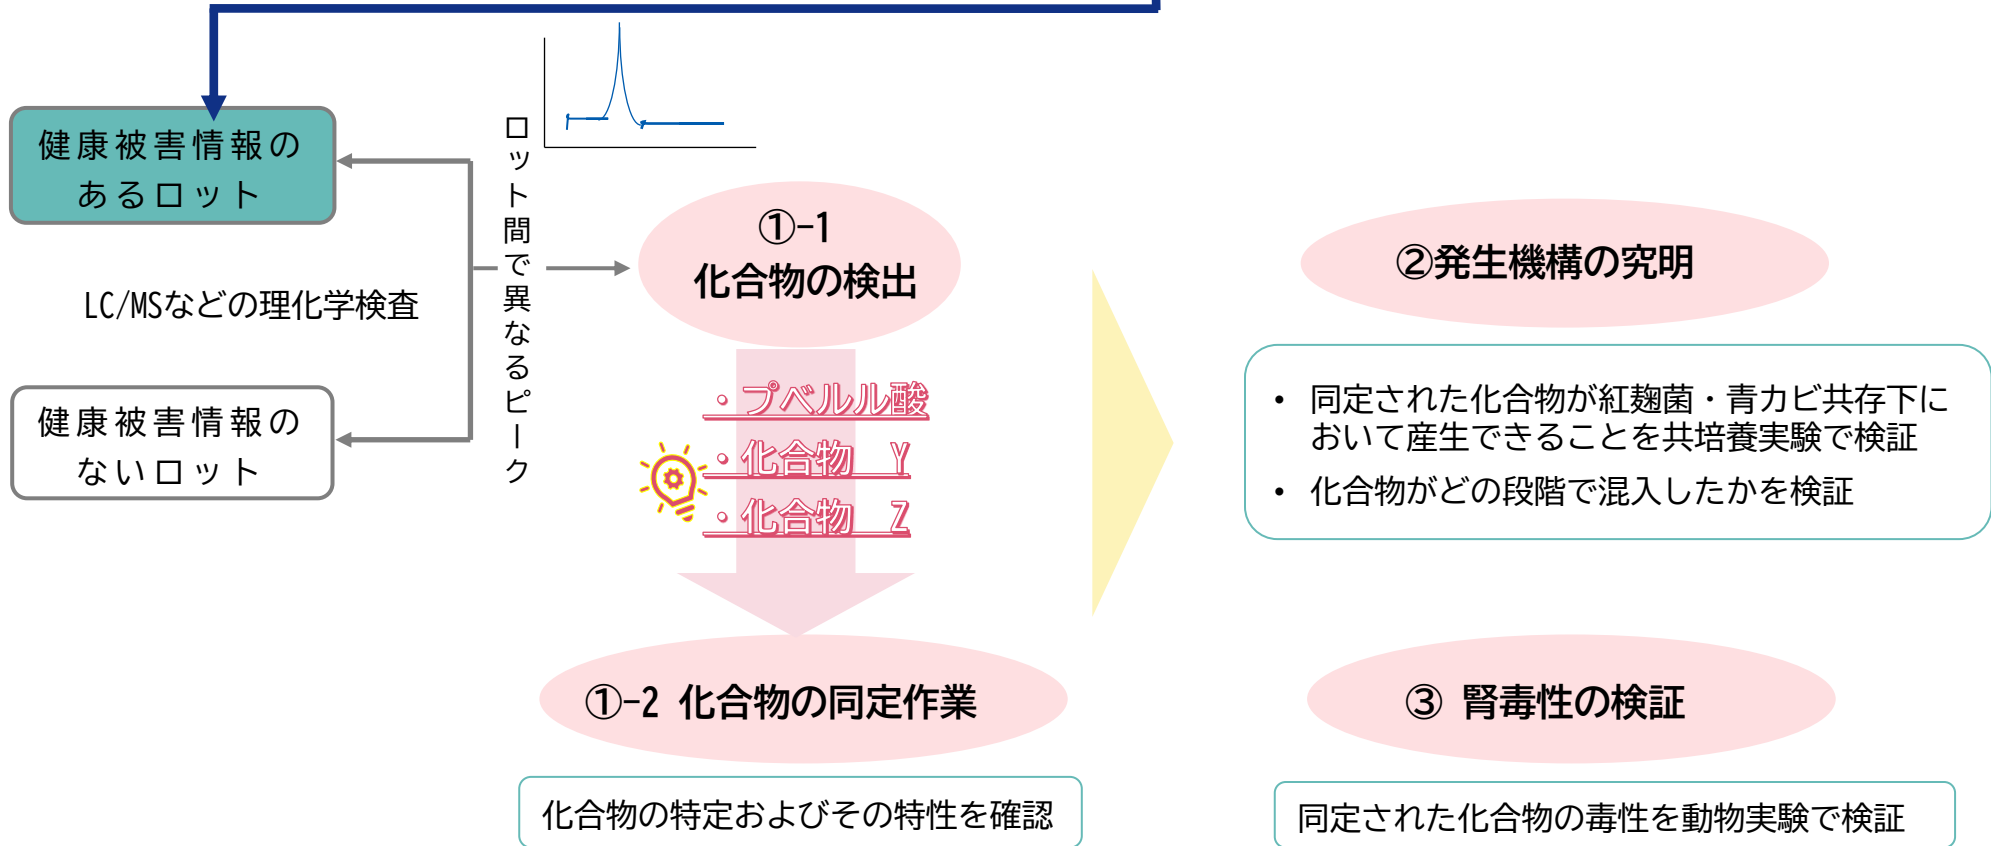 健康被害情報の
あるロット
LC/MSなどの理化学検査
健康被害情報の
ないロット
ロット間で異なるピーク
①-1
化合物の検出
・プベルル酸
・化合物　Y
・化合物　Z
①-2 化合物の同定作業
化合物の特定およびその特性を確認
②発生機構の究明
• 同定された化合物が紅麹菌・青カビ共存下に
おいて産生できることを共培養実験で検証
• 化合物がどの段階で混入したかを検証
③ 腎毒性の検証
同定された化合物の毒性を動物実験で検証